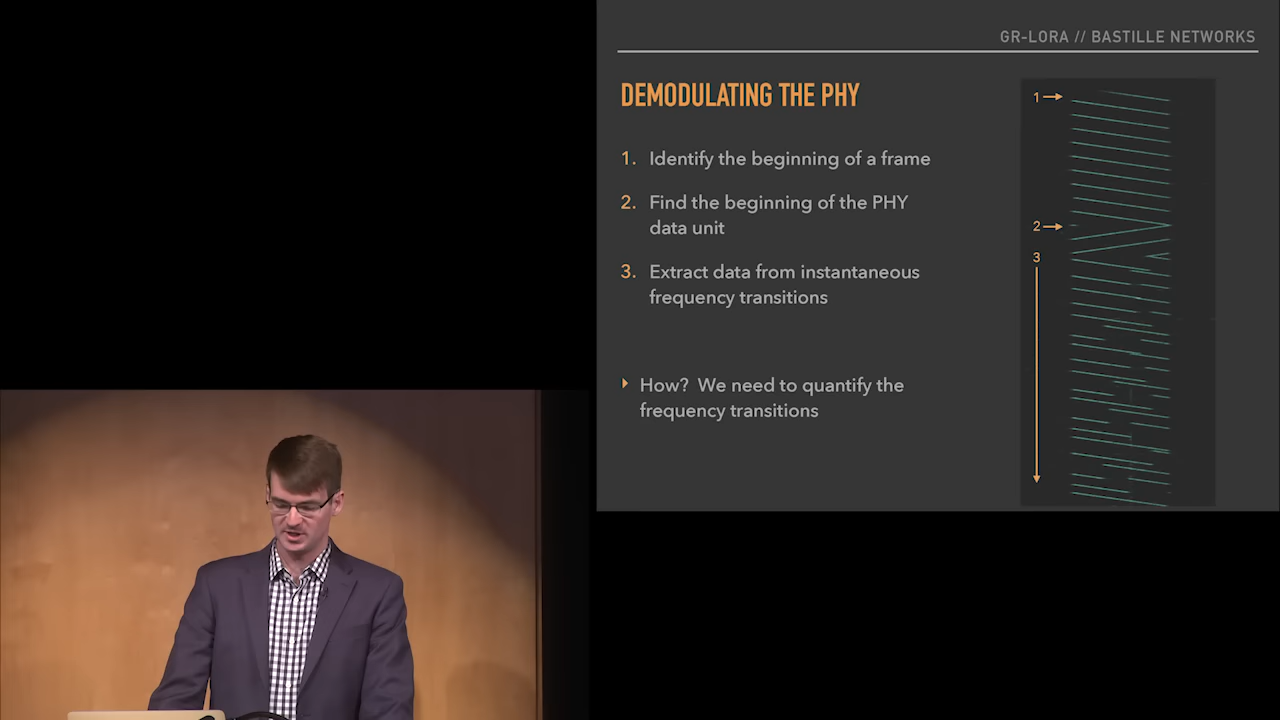 GR-LORA // BASTILLE NETWORKS
DEMODULATING THE PHY
1. Identify the beginning of a frame
2. Find the beginning of the PHY
data unit
3. Extract data from instantaneous
frequency transitions
How? We need to quantify the
frequency transitions
1
2
3